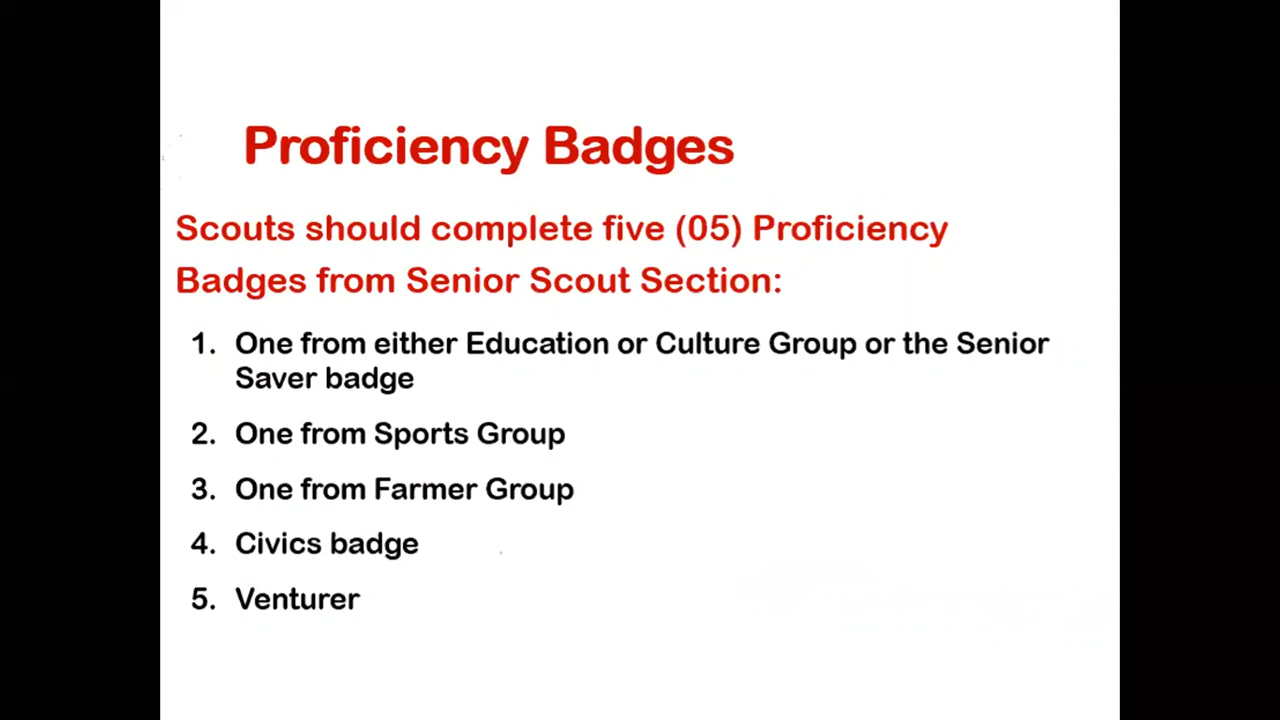 Proficiency Badges
Scouts should complete five (05) Proficiency
Badges from Senior Scout Section:
1. One from either Education or Culture Group or the Senior
Saver badge
2. One from Sports Group
3. One from Farmer Group
4. Civics badge
5. Venturer